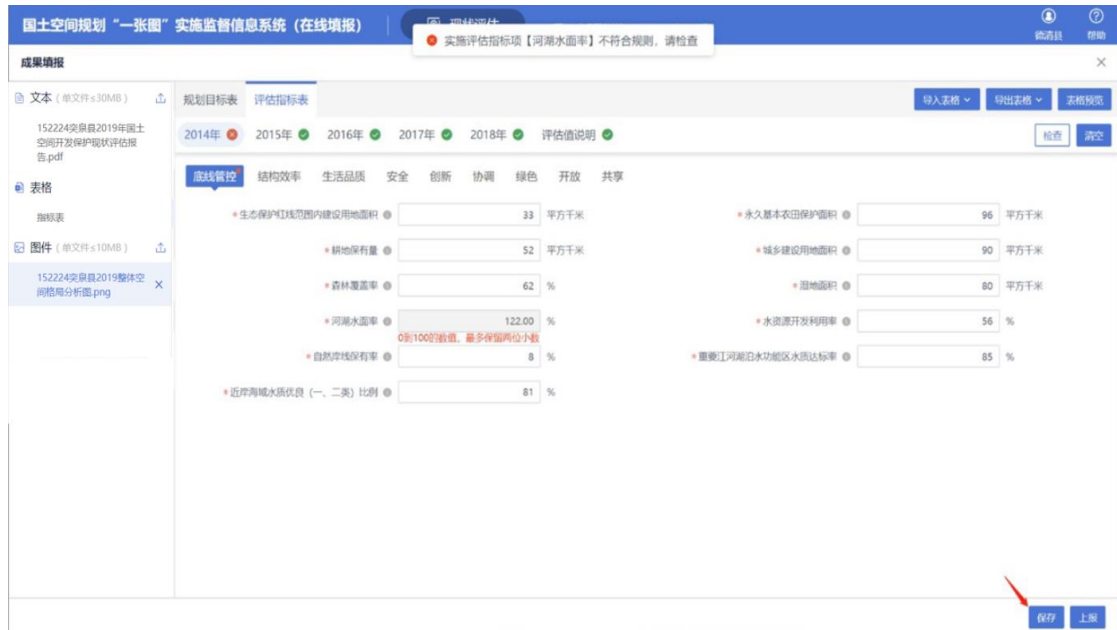 国土空间规划“一张图”实施监督信息系统（在线填报）
现状评估
德清县
帮助
实施评估指标项【河湖水面率】不符合规则，请检查
成果填报
文本（单文件≤30MB）
152224突泉县2019年国土
空间开发保护现状评估报
告.pdf
表格
指标表
图件（单文件≤10MB）
152224突泉县2019整体空
间格局分析图.png
规划目标表 评估指标表
导入表格 导出表格 表格预览
2014年 2015年 2016年 2017年 2018年 评估值说明
检查 清空
底线管控 结构效率 生活品质 安全 创新 协调 绿色 开放 共享
*生态保护红线范围内建设用地面积 33 平方千米 *永久基本农田保护面积 96 平方千米
*耕地保有量 52 平方千米 *城乡建设用地面积 90 平方千米
*森林覆盖率 62 % *湿地面积 80 平方千米
*河湖水面率 122.00 % *水资源开发利用率 56 %
0到100的数值，最多保留两位小数
*自然岸线保有率 8 % *重要江河湖泊水功能区水质达标率 85 %
*近岸海域水质优良（一、二类）比例 81 %
保存 上报